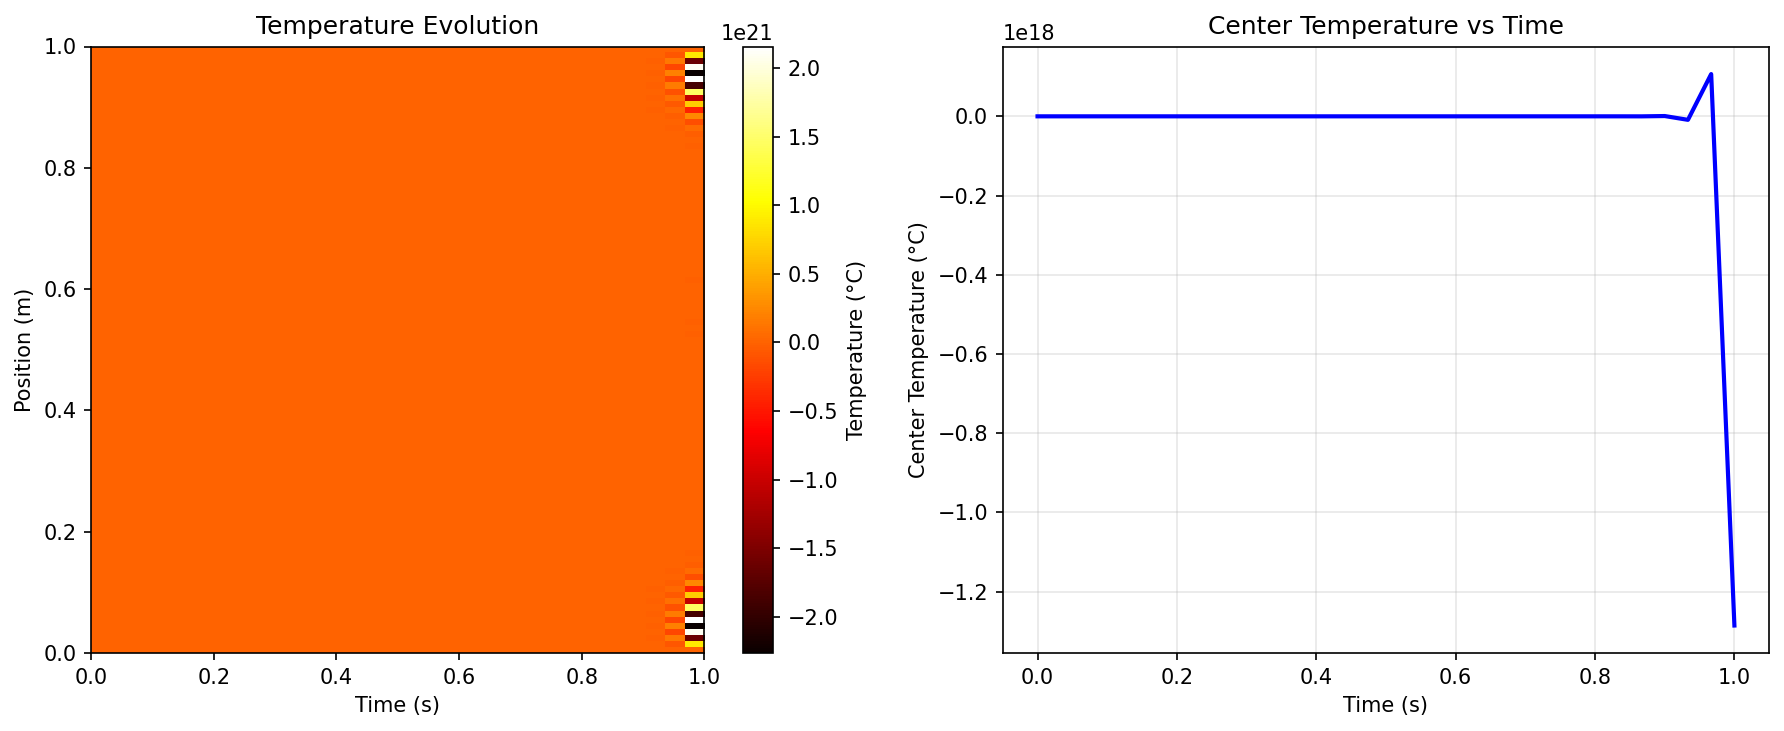 Temperature Evolution
1e21
1.0
0.8
0.6
0.4
0.2
0.0
Position (m)
0.0 0.2 0.4 0.6 0.8 1.0
Time (s)
2.0
1.5
1.0
0.5
0.0
−0.5
−1.0
−1.5
−2.0
Temperature (°C)
Center Temperature vs Time
1e18
0.0
−0.2
−0.4
−0.6
−0.8
−1.0
−1.2
Center Temperature (°C)
0.0 0.2 0.4 0.6 0.8 1.0
Time (s)